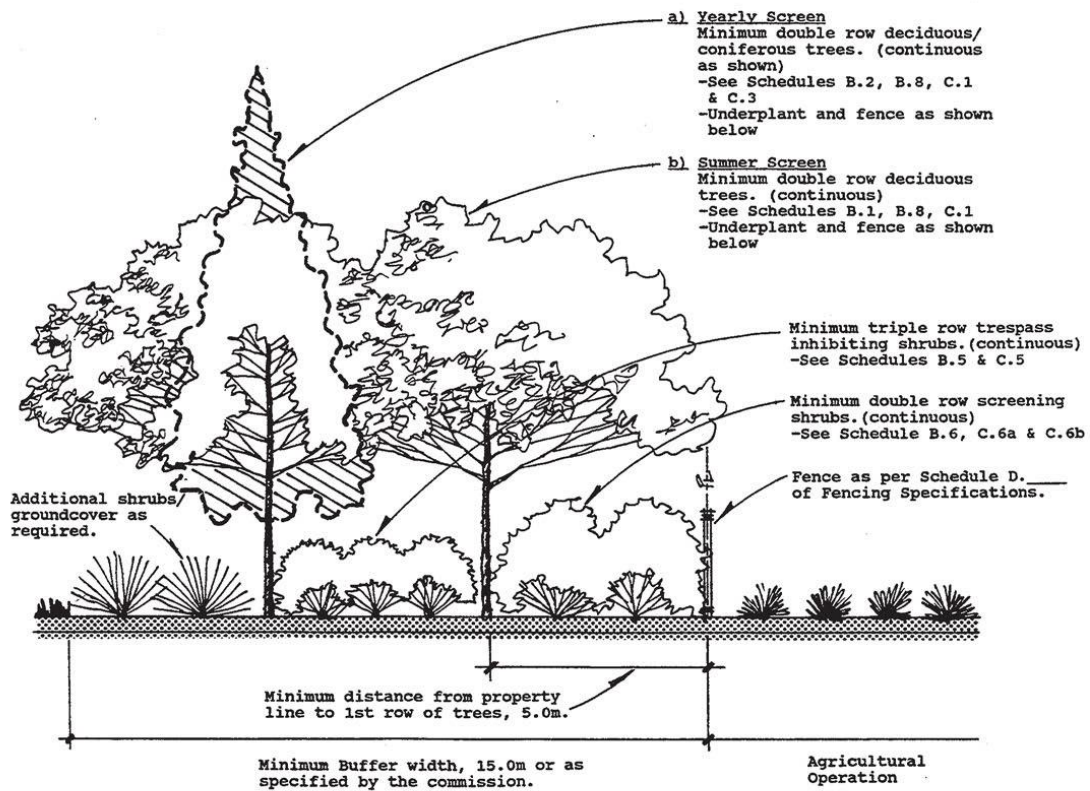 a) Yearly Screen
Minimum double row deciduous/
coniferous trees. (continuous
as shown)
-See Schedules B.2, B.8, C.1
& C.3
-Underplant and fence as shown
below
b) Summer Screen
Minimum double row deciduous
trees. (continuous)
-See Schedules B.1, B.8, C.1
-Underplant and fence as shown
below
Minimum triple row trespass
inhibiting shrubs.(continuous)
-See Schedules B.5 & C.5
Minimum double row screening
shrubs.(continuous)
-See Schedule B.6, C.6a & C.6b
Fence as per Schedule D.____
of Fencing Specifications.
Additional shrubs/
groundcover as
required.
Minimum distance from property
line to 1st row of trees, 5.0m.
Minimum Buffer width, 15.0m or as
specified by the commission.
Agricultural
Operation